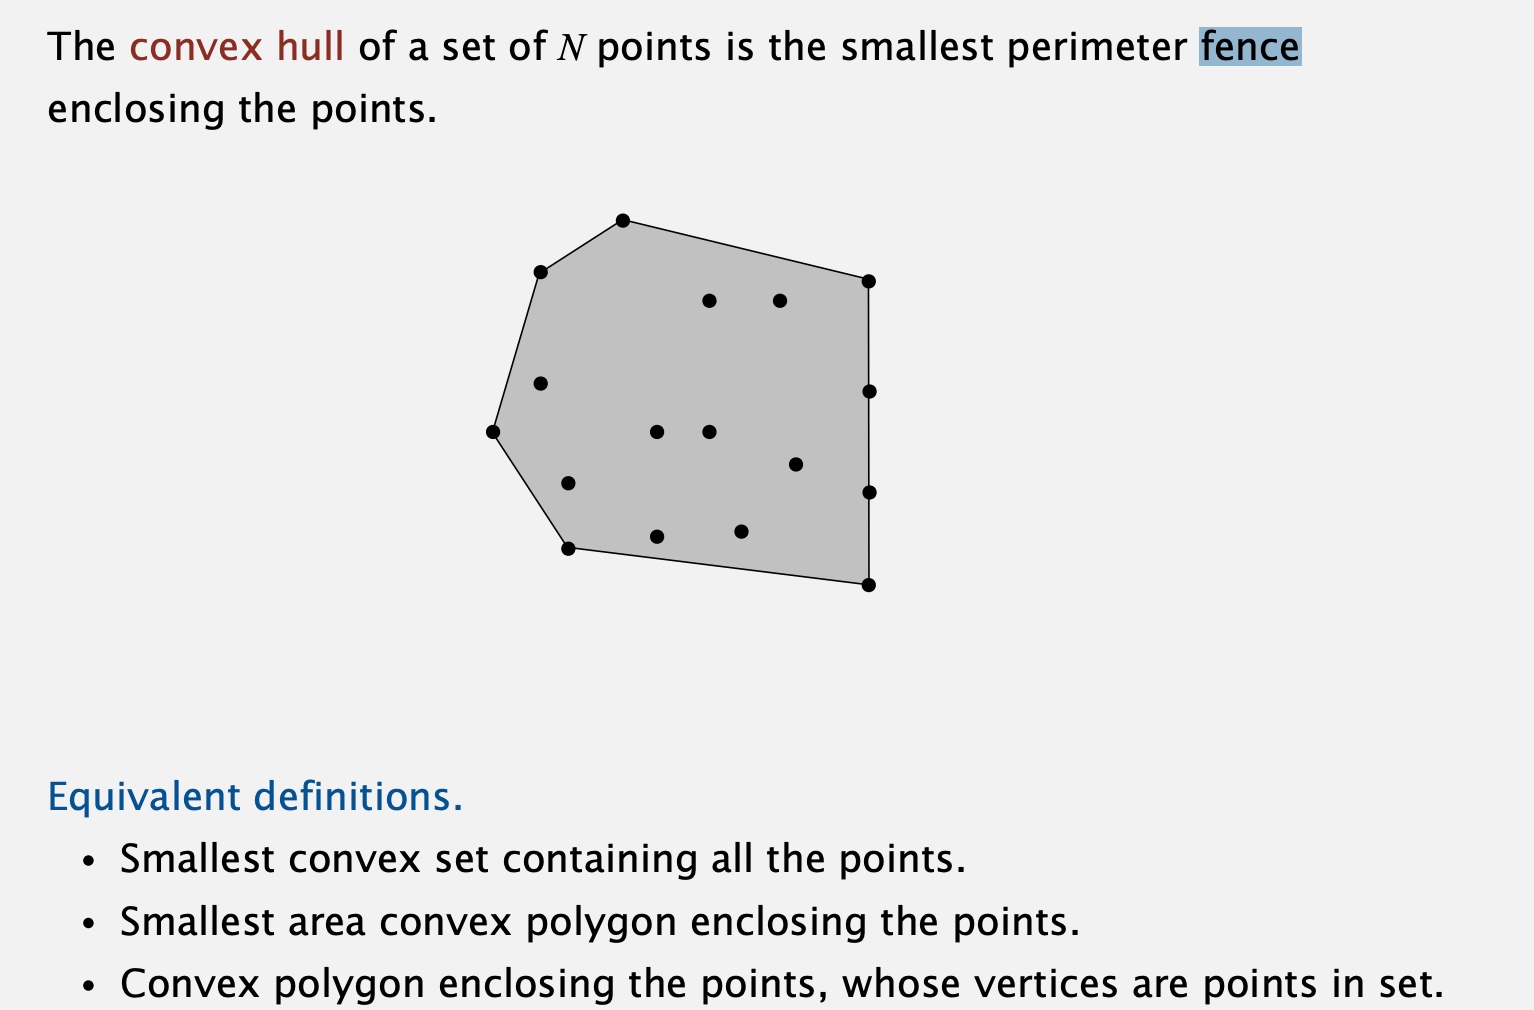 The convex hull of a set of N points is the smallest perimeter fence
enclosing the points.
Equivalent definitions.
• Smallest convex set containing all the points.
• Smallest area convex polygon enclosing the points.
• Convex polygon enclosing the points, whose vertices are points in set.